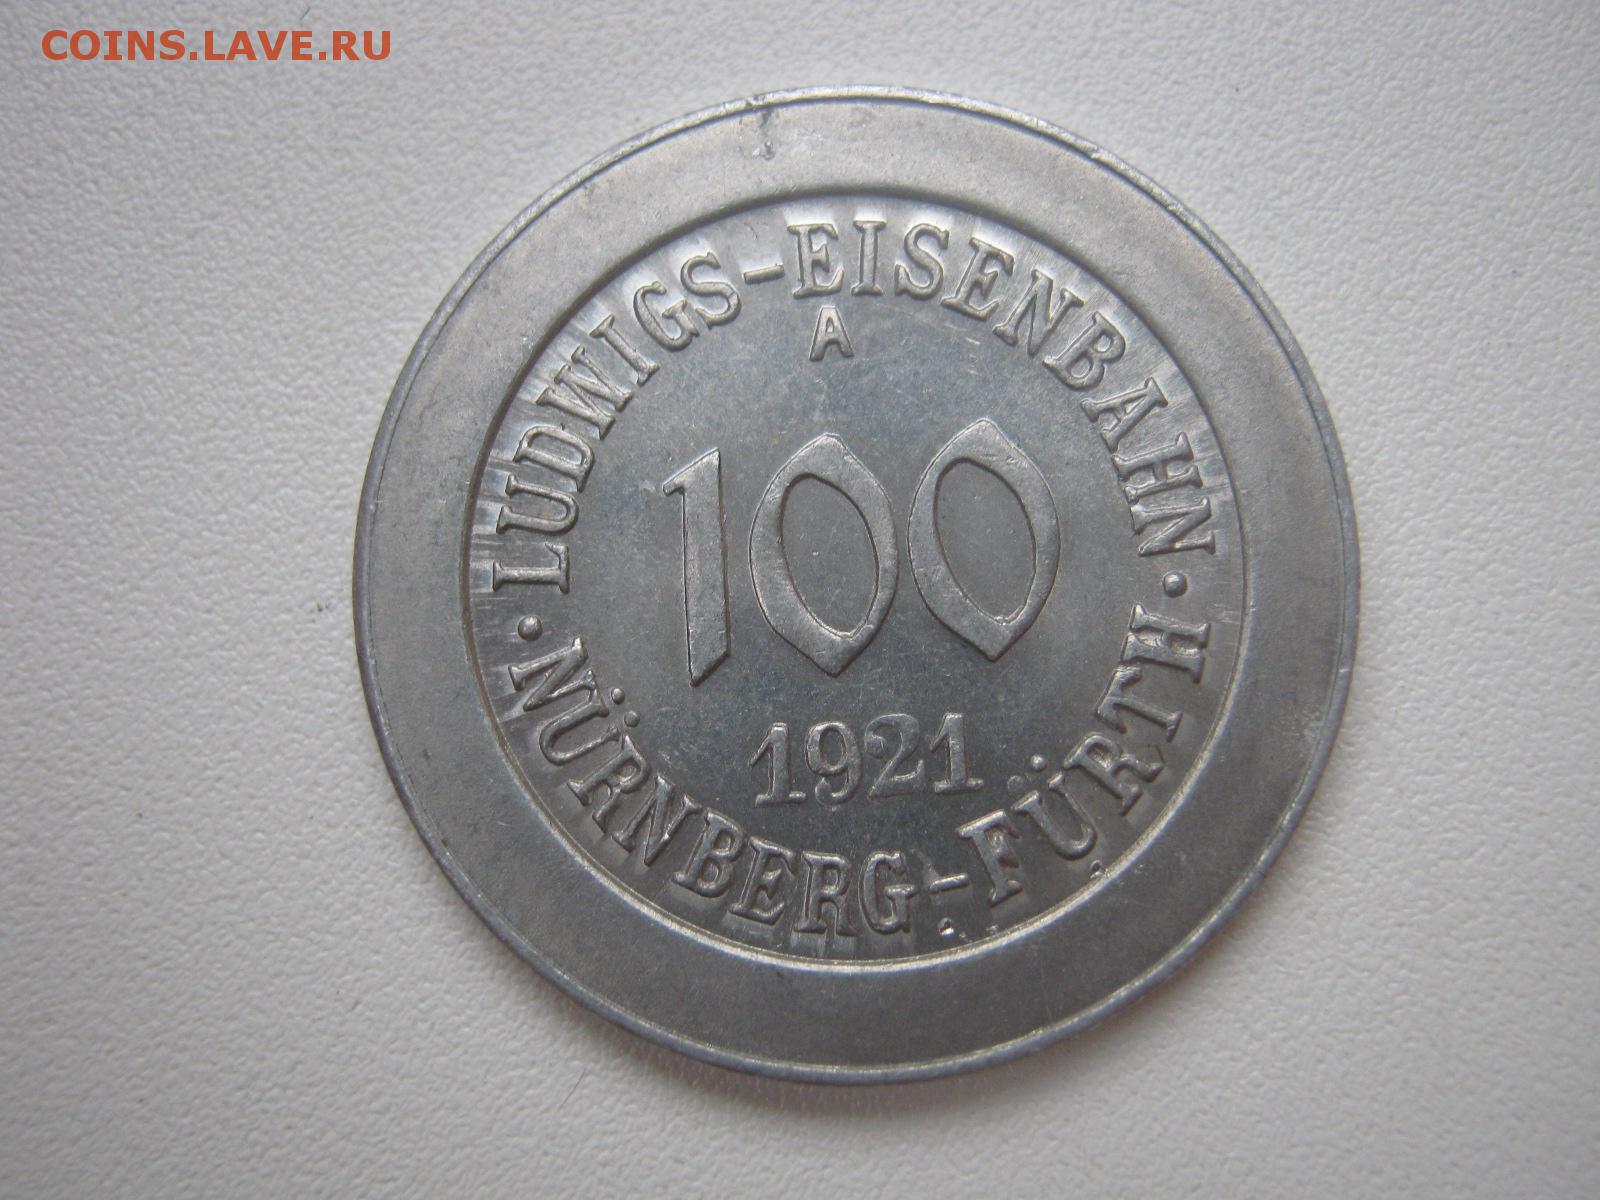 COINS.LAVE.RU
· LUDWIGS-EISENBAHN ·
A
100
1921
NÜRNBERG-FÜRTH